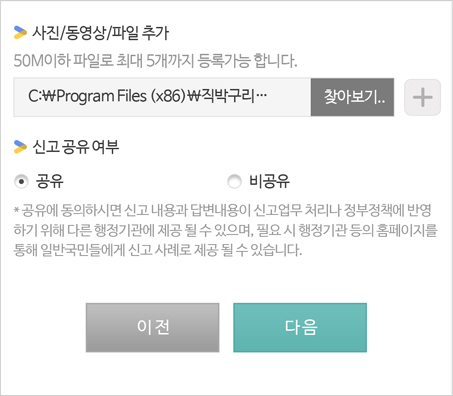 사진/동영상/파일 추가
50M이하 파일로 최대 5개까지 등록가능 합니다.
C:₩Program Files (x86)₩직박구리… 찾아보기.. +
신고 공유 여부
공유 비공유
* 공유에 동의하시면 신고 내용과 답변내용이 신고업무 처리나 정부정책에 반영
하기 위해 다른 행정기관에 제공 될 수 있으며, 필요 시 행정기관 등의 홈페이지를
통해 일반국민들에게 신고 사례로 제공 될 수 있습니다.
이전 다음